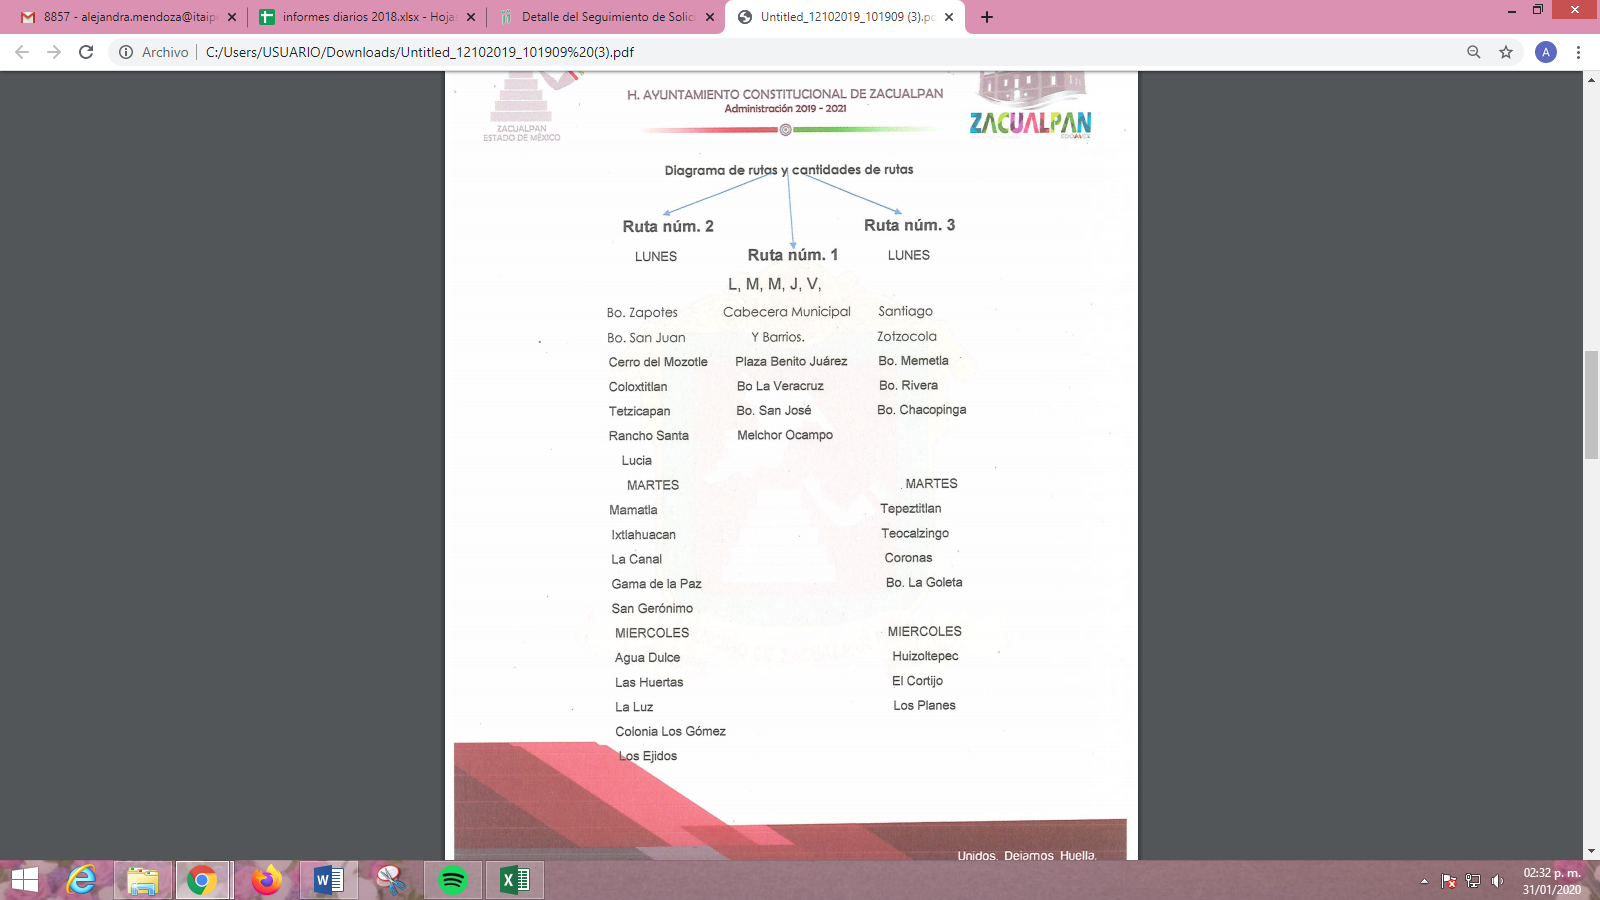 8857 - alejandra.mendoza@itaip
informes diarios 2018.xlsx - Hoja
Detalle del Seguimiento de Solici
Untitled_12102019_101909 (3).pd
Archivo
C:/Users/USUARIO/Downloads/Untitled_12102019_101909%20(3).pdf
A
ZACUALPAN
ESTADO DE MÉXICO
H. AYUNTAMIENTO CONSTITUCIONAL DE ZACUALPAN
Administración 2019 - 2021
ZACUALPAN
Diagrama de rutas y cantidades de rutas
Ruta núm. 2
LUNES
Bo. Zapotes
Bo. San Juan
Cerro del Mozotle
Coloxtitlan
Tetzicapan
Rancho Santa
Lucia
MARTES
Mamatla
Ixtlahuacan
La Canal
Gama de la Paz
San Gerónimo
MIERCOLES
Agua Dulce
Las Huertas
La Luz
Colonia Los Gómez
Los Ejidos
Ruta núm. 1
L, M, M, J, V,
Cabecera Municipal
Y Barrios.
Plaza Benito Juárez
Bo La Veracruz
Bo. San José
Melchor Ocampo
Ruta núm. 3
LUNES
Santiago
Zotzocola
Bo. Memetla
Bo. Rivera
Bo. Chacopinga
MARTES
Tepeztitlan
Teocalzingo
Coronas
Bo. La Goleta
MIERCOLES
Huizoltepec
El Cortijo
Los Planes
Unidos, Dejamos Huella.
02:32 p. m.
31/01/2020